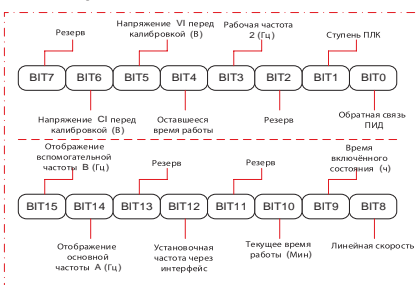 Резерв
Напряжение VI перед
калибровкой (В)
Рабочая частота
2 (Гц)
Ступень ПЛК
BIT7 BIT6 BIT5 BIT4 BIT3 BIT2 BIT1 BIT0
Напряжение CI перед
калибровкой (В)
Оставшееся
время работы
Резерв
Обратная связь
ПИД
Отображение
вспомогательной
частоты B (Гц)
Резерв
Резерв
Время
включённого
состояния (ч)
BIT15 BIT14 BIT13 BIT12 BIT11 BIT10 BIT9 BIT8
Отображение
основной
частоты A (Гц)
Установочная
частота через
интерфейс
Текущее время
работы (Мин)
Линейная скорость